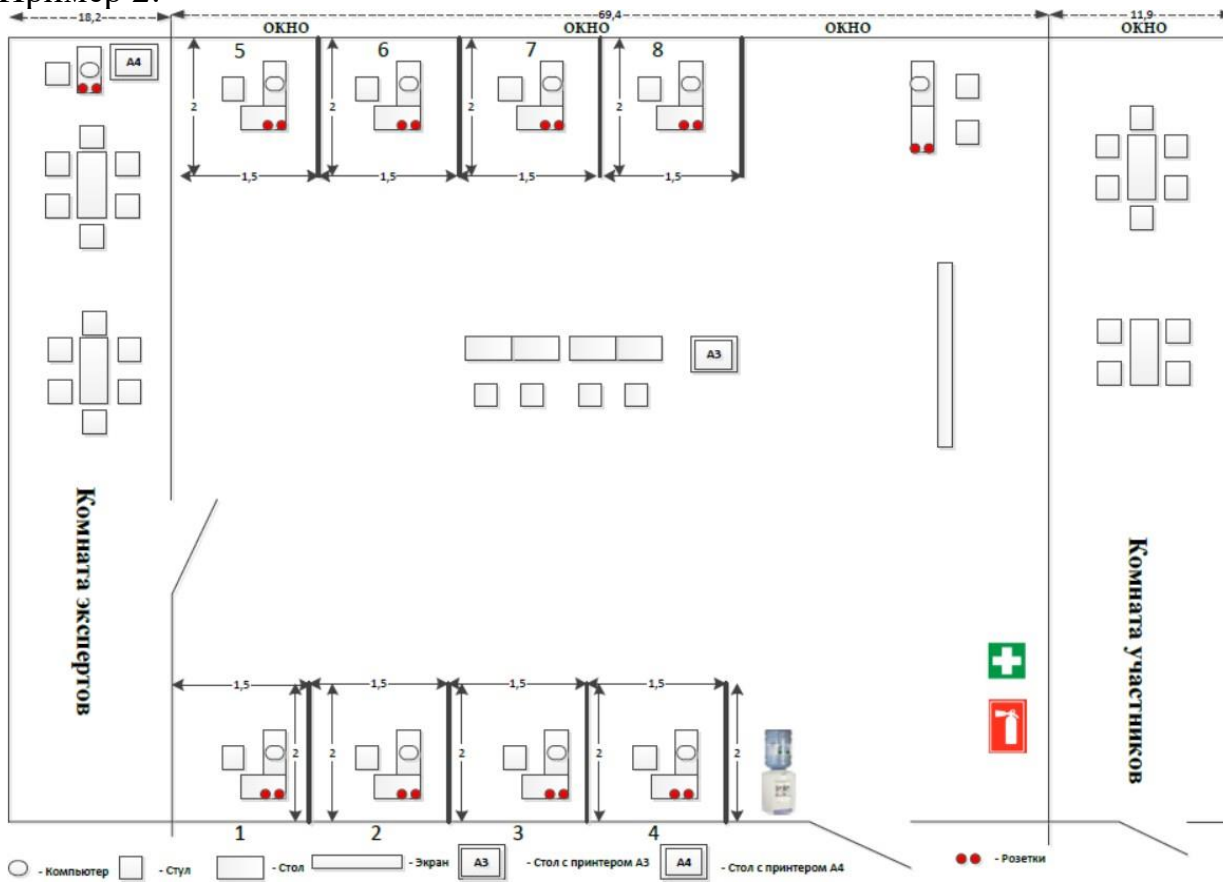 Пример 2.
18,2 69,4 11,9
ОКНО ОКНО ОКНО ОКНО
5 6 7 8
A4
2 2 2 2
1,5 1,5 1,5 1,5
A3
Комната экспертов
Комната участников
1,5 1,5 1,5 1,5
2 2 2 2 2
1 2 3 4
- Компьютер - Стул - Стол - Экран A3 - Стол с принтером А3 A4 - Стол с принтером А4 - Розетки